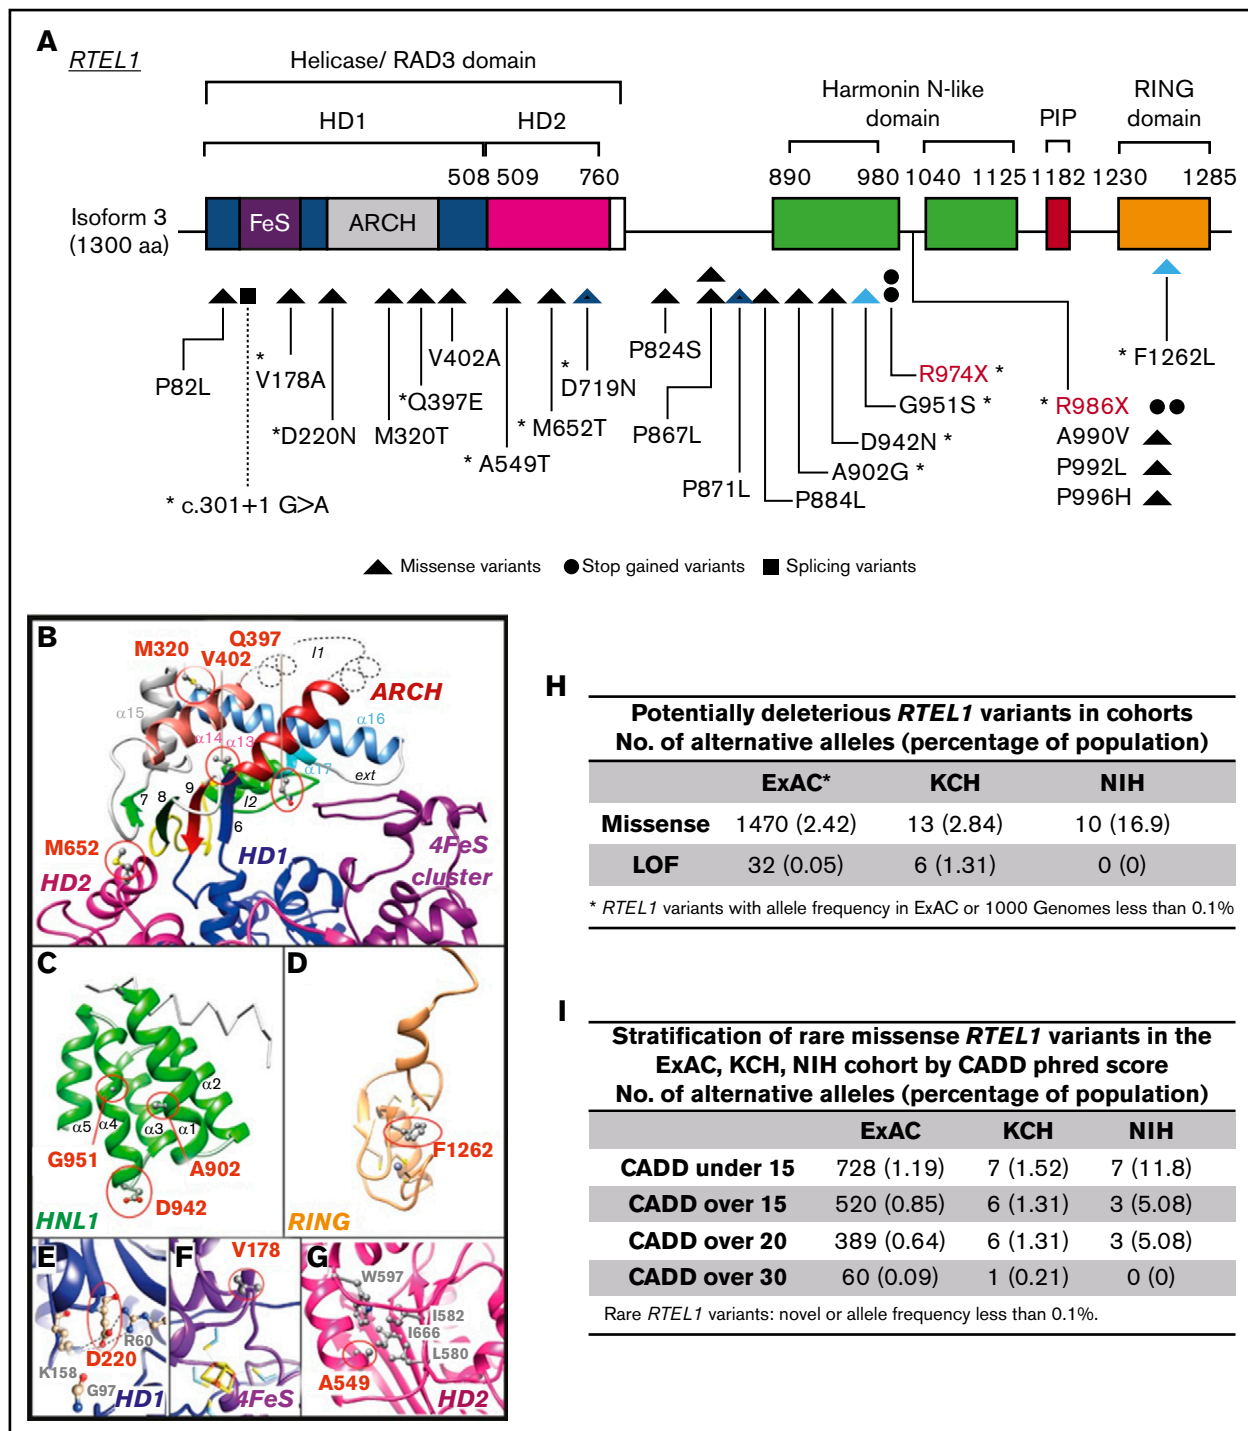 A
RTEL1
Helicase/ RAD3 domain
HD1
HD2
Harmonin N-like
domain
PIP
RING
domain
508 509 760 890 980 1040 1125 1182 1230 1285
Isoform 3
(1300 aa)
FeS
ARCH
P82L
* c.301+1 G>A
*
V178A
*D220N
M320T
*Q397E
V402A
* A549T
* M652T
*
D719N
P824S
P867L
P871L
P884L
A902G *
D942N *
G951S *
R974X *
* R986X
A990V
P992L
P996H
* F1262L
Missense variants
Stop gained variants
Splicing variants
B
M320
V402
Q397
l1
ARCH
α15
α14
α13
α16
α17
ext
7
8
9
l2
6
M652
HD2
HD1
4FeS
cluster
C
α2
α5
α4
α3
α1
G951
A902
D942
HNL1
D
F1262
RING
E
R60
D220
K158
G97
HD1
F
V178
4FeS
G
W597
I582
I666
L580
A549
HD2
H
Potentially deleterious RTEL1 variants in cohorts
No. of alternative alleles (percentage of population)
ExAC* KCH NIH
Missense 1470 (2.42) 13 (2.84) 10 (16.9)
LOF 32 (0.05) 6 (1.31) 0 (0)
* RTEL1 variants with allele frequency in ExAC or 1000 Genomes less than 0.1%
I
Stratification of rare missense RTEL1 variants in the
ExAC, KCH, NIH cohort by CADD phred score
No. of alternative alleles (percentage of population)
ExAC KCH NIH
CADD under 15 728 (1.19) 7 (1.52) 7 (11.8)
CADD over 15 520 (0.85) 6 (1.31) 3 (5.08)
CADD over 20 389 (0.64) 6 (1.31) 3 (5.08)
CADD over 30 60 (0.09) 1 (0.21) 0 (0)
Rare RTEL1 variants: novel or allele frequency less than 0.1%.